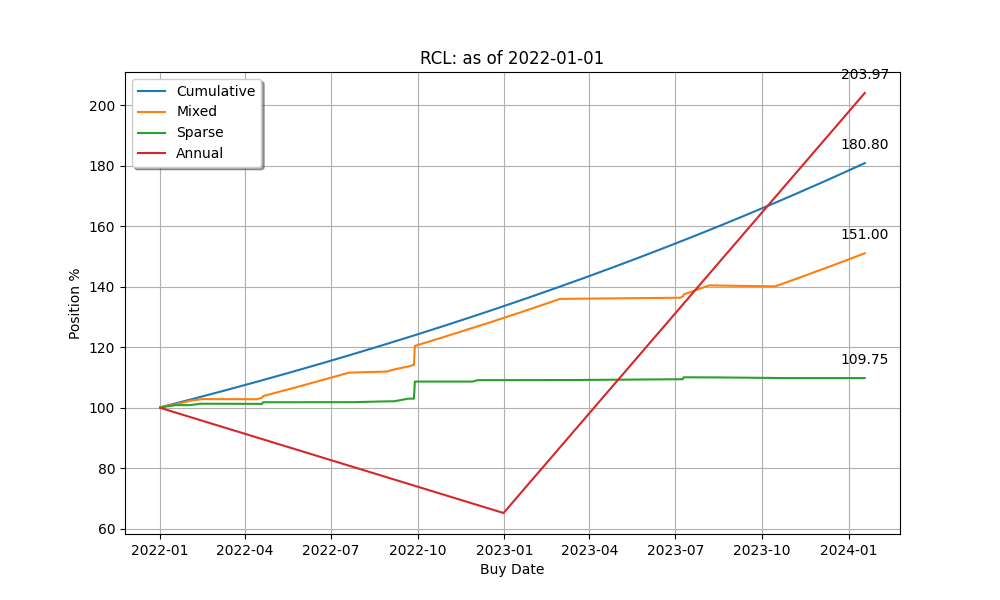 RCL: as of 2022-01-01
Cumulative
Mixed
Sparse
Annual
203.97
180.80
151.00
109.75
Position %
200
180
160
140
120
100
80
60
2022-01 2022-04 2022-07 2022-10 2023-01 2023-04 2023-07 2023-10 2024-01
Buy Date